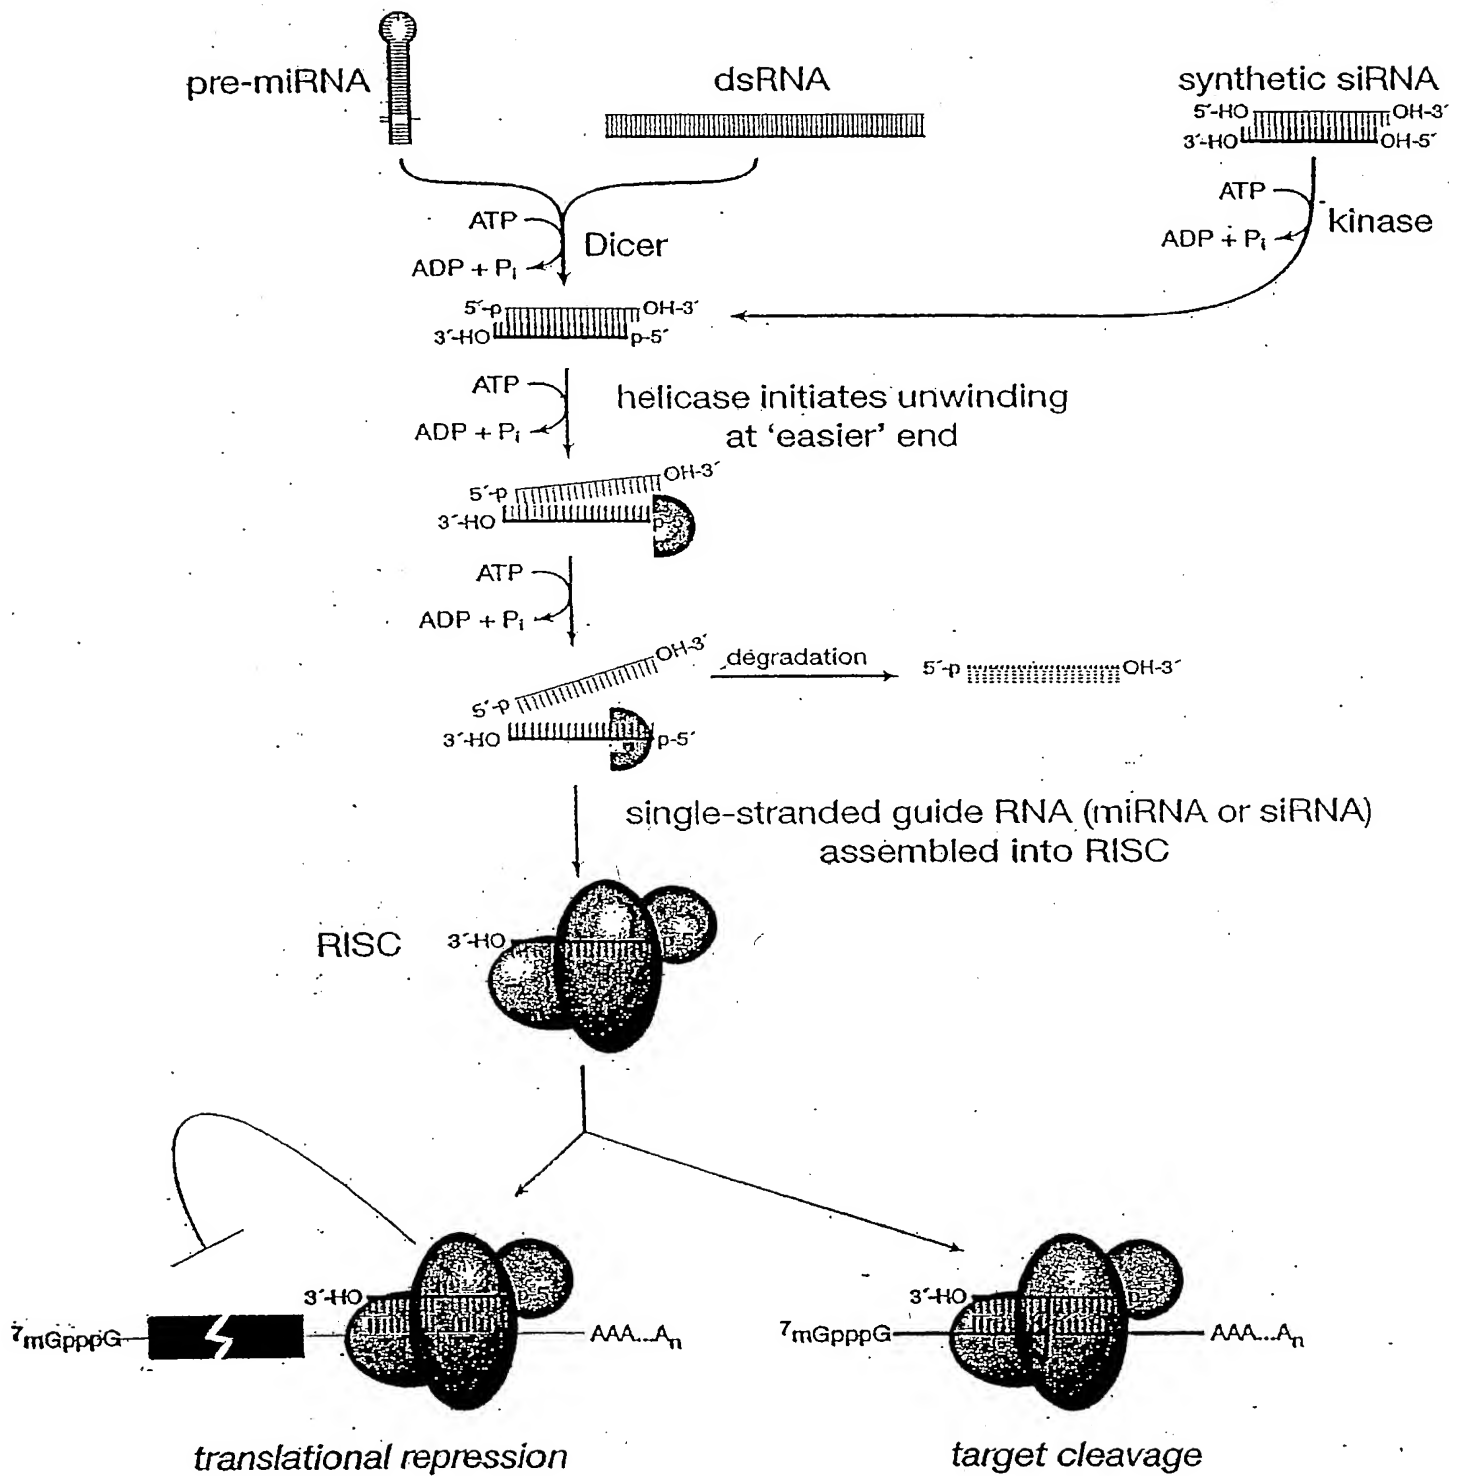 pre-miRNA
dsRNA
synthetic siRNA
5´-HO OH-3´
3´-HO OH-5´
ATP
ADP + Pi
Dicer
ATP
ADP + Pi
kinase
5´-p OH-3´
3´-HO p-5´
ATP
ADP + Pi
helicase initiates unwinding
at ‘easier’ end
5´-p OH-3´
3´-HO p-5´
ATP
ADP + Pi
5´-p OH-3´
3´-HO p-5´
degradation
5´-p OH-3´
single-stranded guide RNA (miRNA or siRNA)
assembled into RISC
RISC
3´-HO p-5´
3´-HO p-5´
7mGpppG AAA...An
translational repression
3´-HO p-5´
7mGpppG AAA...An
target cleavage